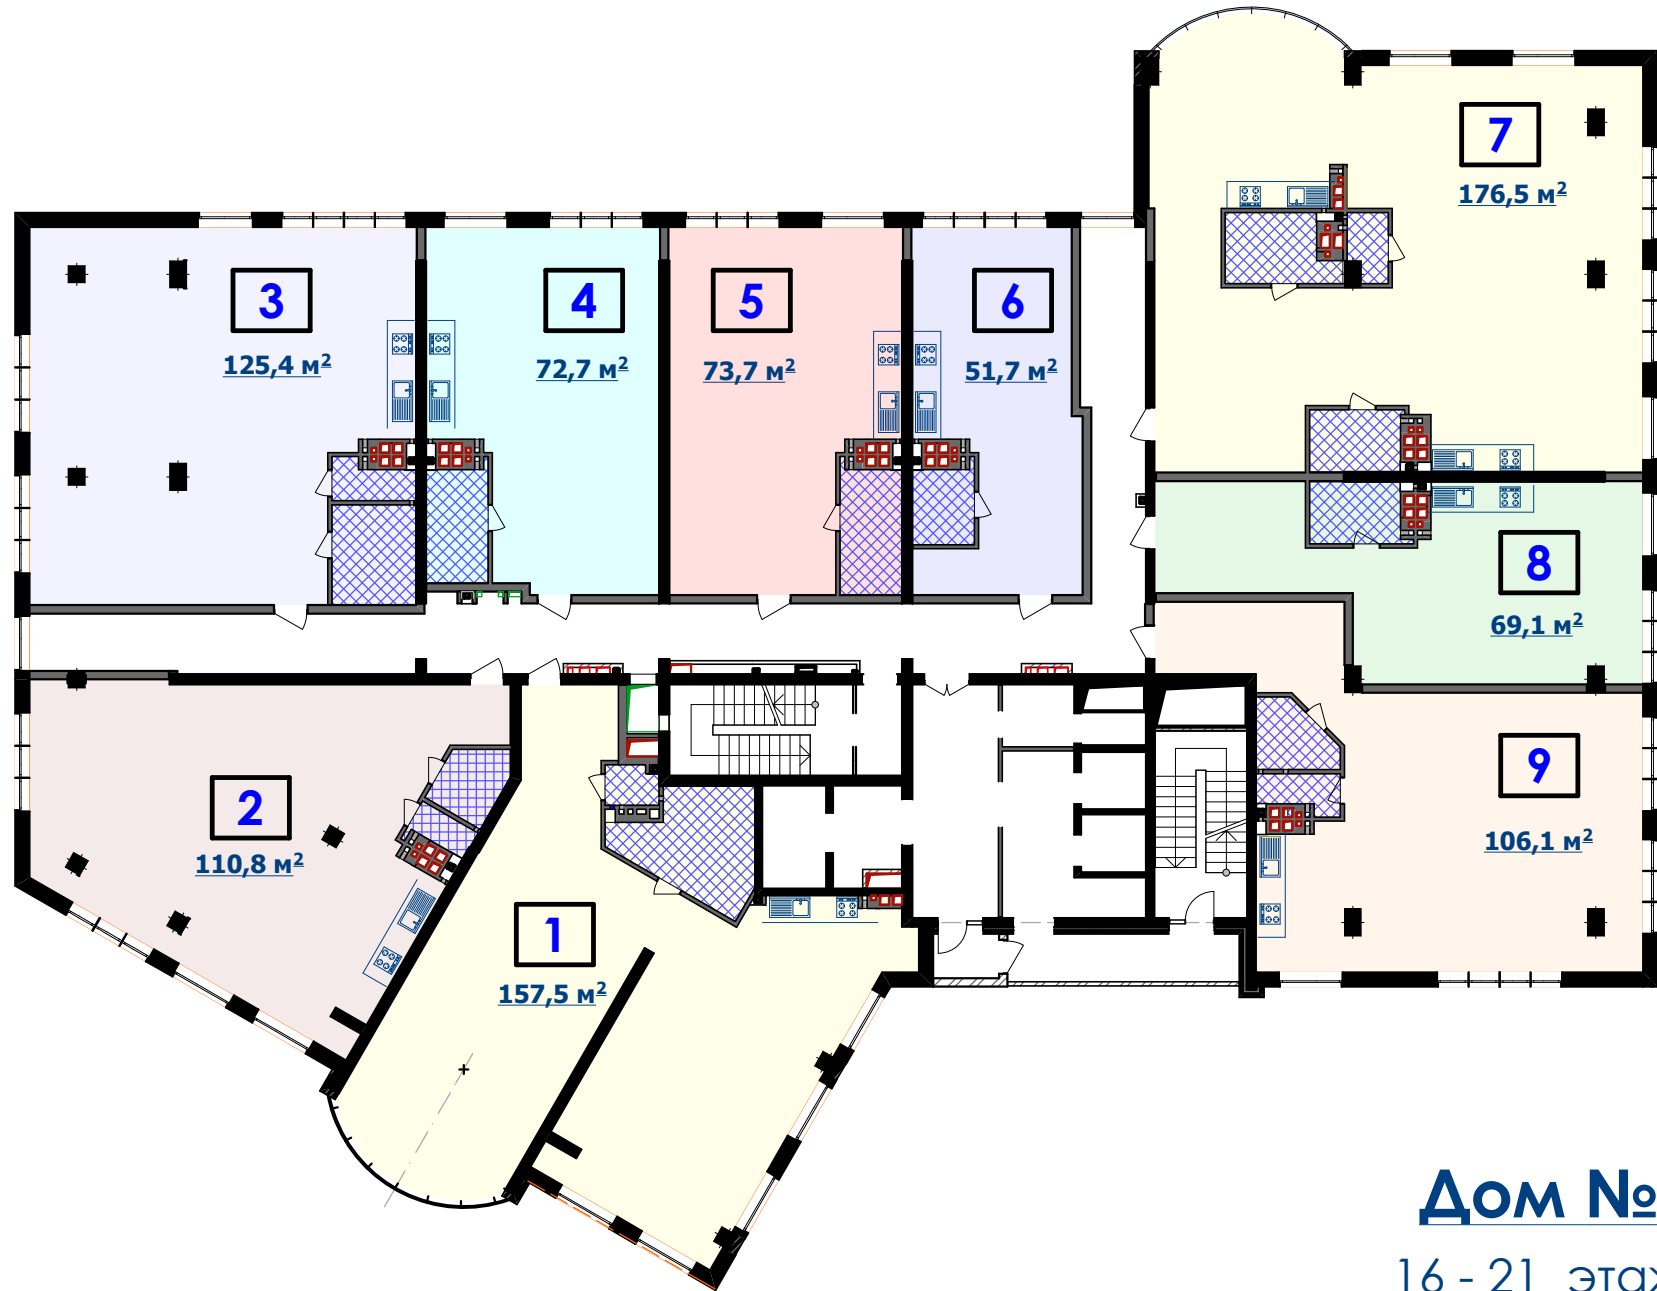 7
176,5 м²
3
125,4 м²
4
72,7 м²
5
73,7 м²
6
51,7 м²
8
69,1 м²
9
106,1 м²
2
110,8 м²
1
157,5 м²
Дом №
16 - 21